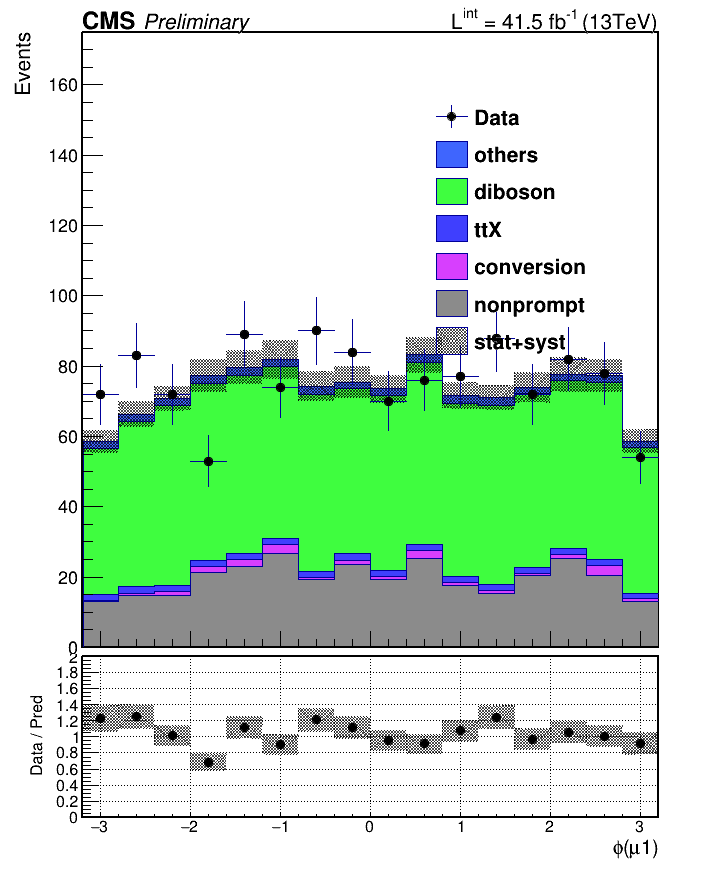 CMS Preliminary L^int = 41.5 fb^-1 (13TeV)
Events
160
140
120
100
80
60
40
20
0
Data
others
diboson
ttX
conversion
nonprompt
stat+syst
Data / Pred
2
1.8
1.6
1.4
1.2
1
0.8
0.6
0.4
0.2
0
−3 −2 −1 0 1 2 3
ϕ(μ1)